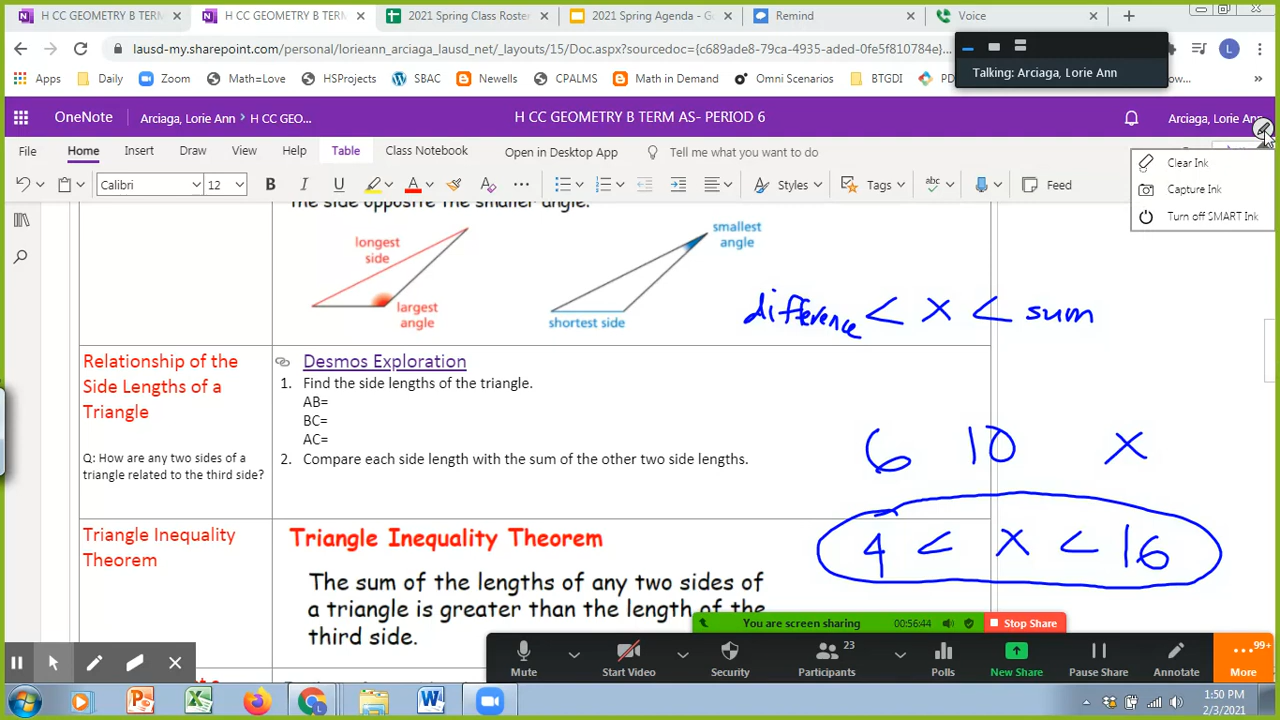 H CC GEOMETRY B TERM AS- PERI
H CC GEOMETRY B TERM AS- PERI
2021 Spring Class Roster
2021 Spring Agenda - Go
Remind
Voice
lausd-my.sharepoint.com/personal/lorieann_arciaga_lausd_net/_layouts/15/Doc.aspx?sourcedoc={c689ade8-79ca-4935-aded-0fe5f810784e}...
L
Talking: Arciaga, Lorie Ann
Apps
Daily
Zoom
Math=Love
HSProjects
SBAC
Newells
CPALMS
Math in Demand
Omni Scenarios
BTGDI
PD
»
OneNote
Arciaga, Lorie Ann › H CC GEO...
H CC GEOMETRY B TERM AS- PERIOD 6
Arciaga, Lorie Ann
File
Home
Insert
Draw
View
Help
Table
Class Notebook
Open in Desktop App
Tell me what you want to do
Clear Ink
Capture Ink
Turn off SMART Ink
Calibri
12
B
I
U
A
Styles
Tags
Feed
The side opposite the smaller angle.
longest
side
largest
angle
smallest
angle
shortest side
difference < x < sum
Relationship of the
Side Lengths of a
Triangle
Q: How are any two sides of a
triangle related to the third side?
Desmos Exploration
1. Find the side lengths of the triangle.
AB=
BC=
AC=
2. Compare each side length with the sum of the other two side lengths.
6 10 x
4 < x < 16
Triangle Inequality
Theorem
Triangle Inequality Theorem
The sum of the lengths of any two sides of
a triangle is greater than the length of the
third side.
You are screen sharing
00:56:44
Stop Share
Mute
Start Video
Security
23
Participants
Polls
New Share
Pause Share
Annotate
99+
More
1:50 PM
2/3/2021